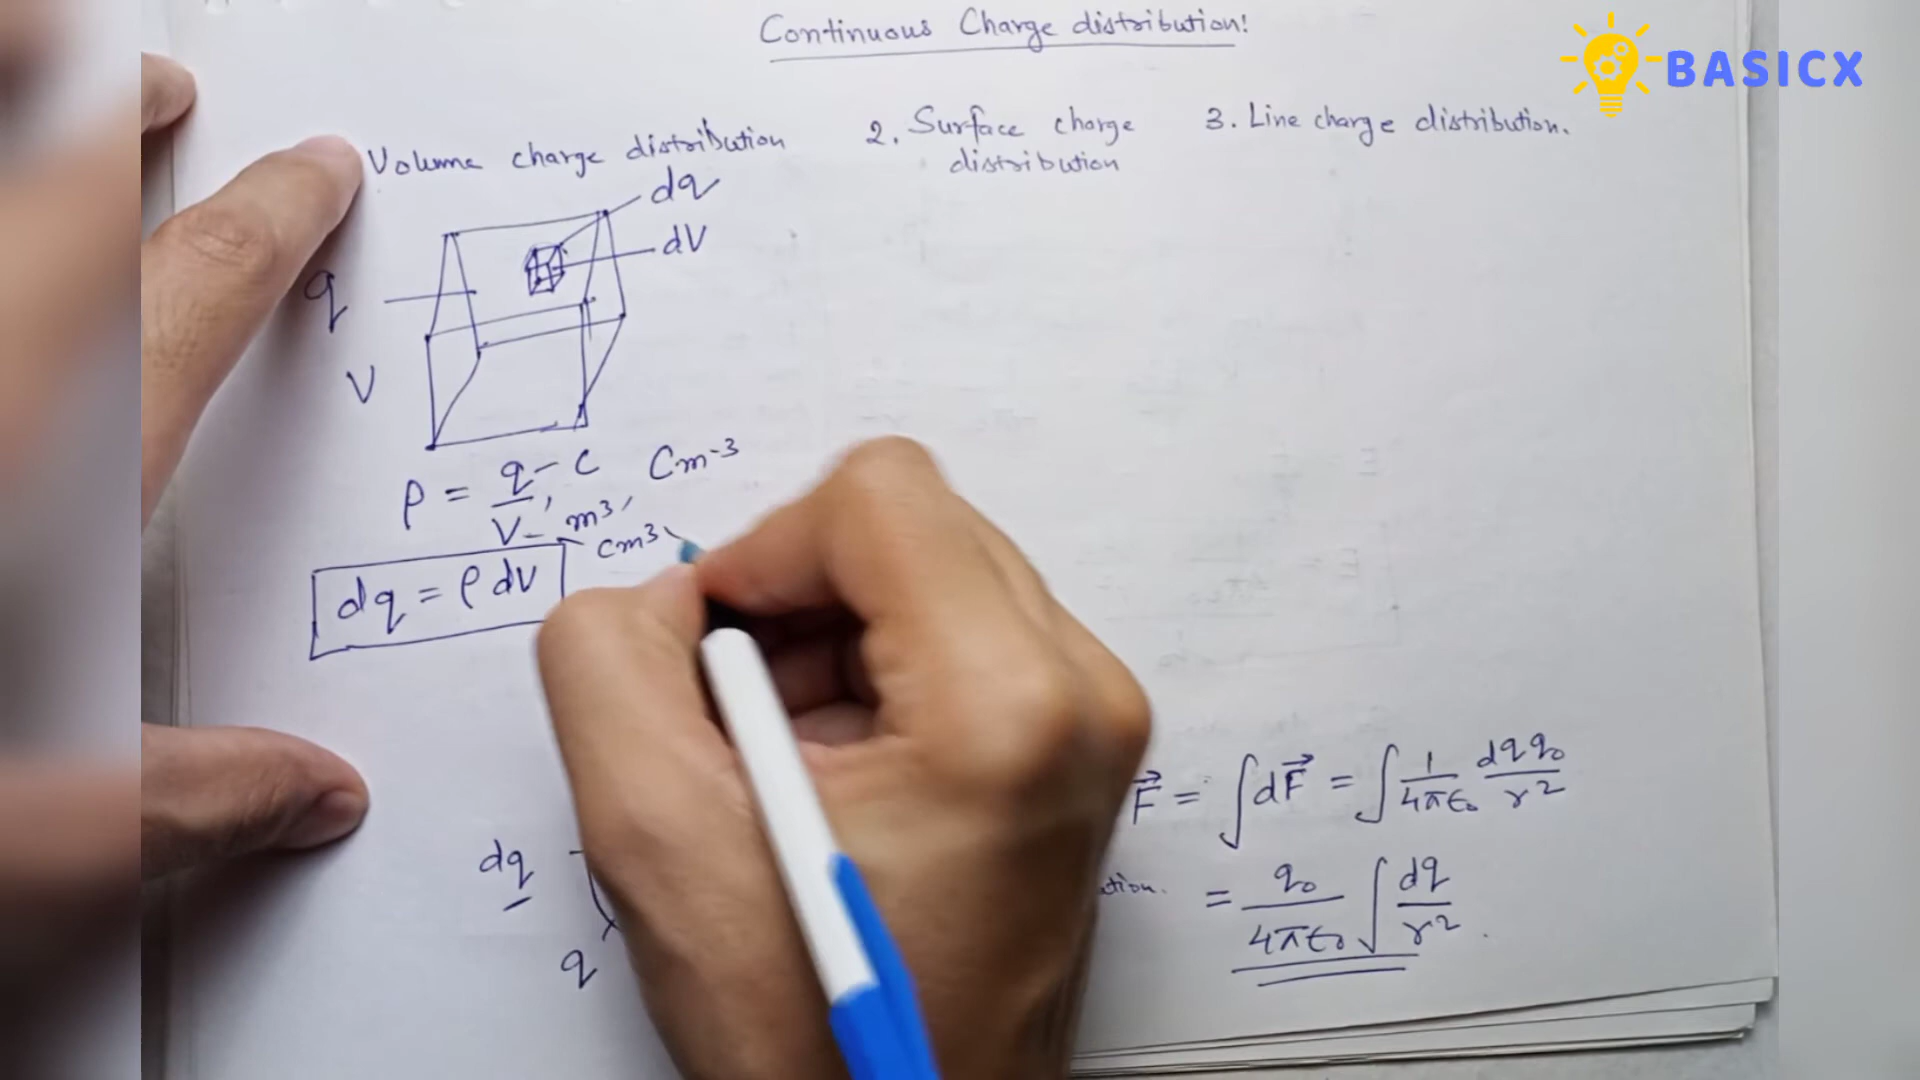 Continuous Charge distribution!
BASICX
Volume charge distribution
2. Surface charge
distribution
3. Line charge distribution.
dq
dV
q
V
ρ = q/V, - C
- m³,
Cm⁻³
cm³
dq = ρ dv
dq
q
F⃗ = ∫dF⃗ = ∫ 1/4πε₀ dq q₀/r²
= q₀/4πε₀ ∫ dq/r² .